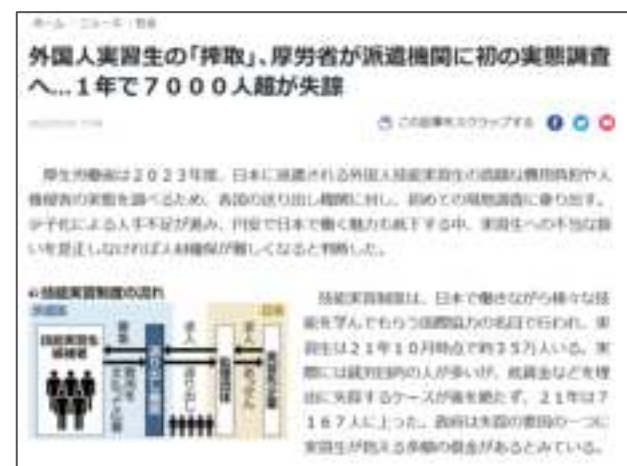 ホーム ニュース 社会
外国人実習生の「搾取」、厚労省が派遣機関に初の実態調査
へ…１年で７０００人超が失踪
この記事をスクラップする
厚生労働省は２０２３年度、日本に派遣される外国人技能実習生の高額な費用負担や人
権侵害の実態を調べるため、各国の送り出し機関に対し、初めての現地調査に乗り出す。
少子化による人手不足が進み、円安で日本で働く魅力も低下する中、実習生への不当な扱
いを是正しなければ人材確保が難しくなると判断した。
技能実習制度の流れ
技能実習生
候補者
技能実習制度は、日本で働きながら様々な技
能を学んでもらう国際協力の名目で行われ、実
習生は２１年１０月時点で約３５万人いる。実
際には就労目的の人が多いが、低賃金などを理
由に失踪するケースが後を絶たず、２１年は７
１６７人に上った。政府は失踪の要因の一つに
実習生が抱える多額の借金があるとみている。